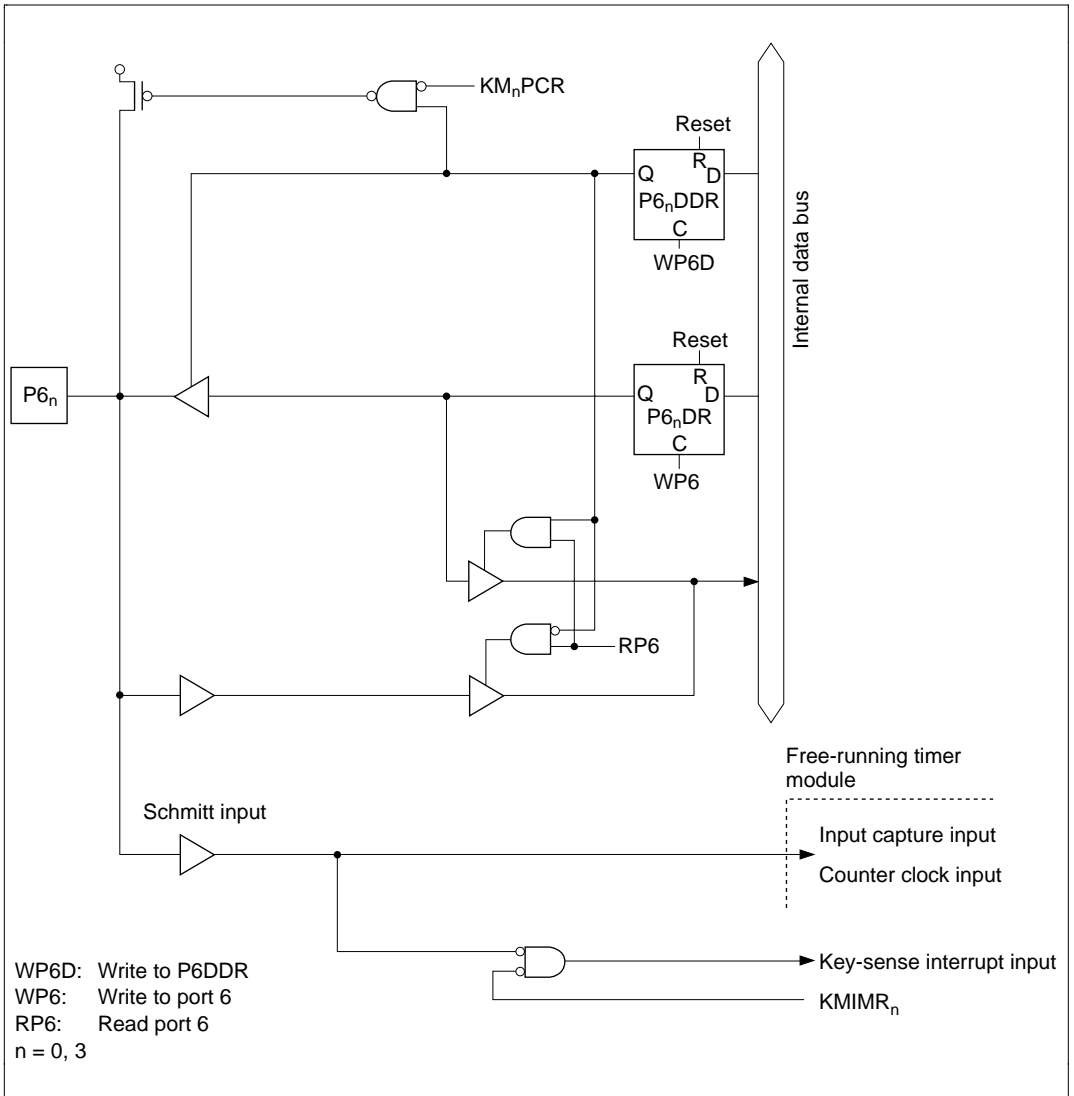 KMnPCR
Reset
R
Q
D
P6nDDR
C
WP6D
Internal data bus
Reset
R
Q
D
P6n
P6nDR
C
WP6
RP6
Free-running timer
module
Schmitt input
Input capture input
Counter clock input
Key-sense interrupt input
KMIMRn
WP6D: Write to P6DDR
WP6: Write to port 6
RP6: Read port 6
n = 0, 3